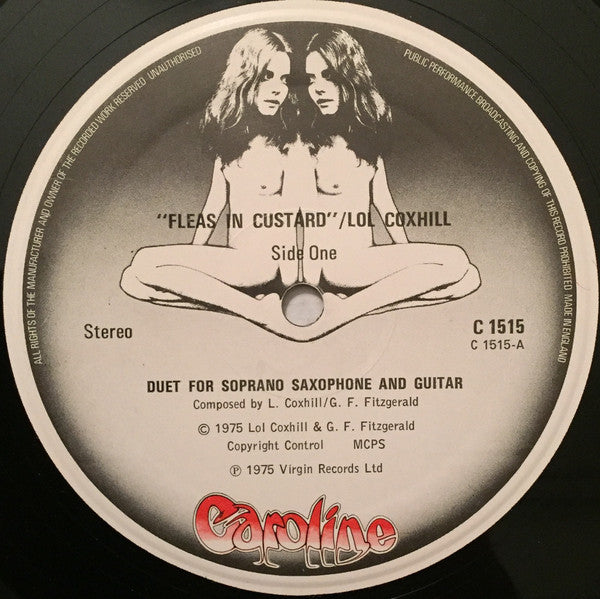 ALL RIGHTS OF THE MANUFACTURER AND OWNER OF THE RECORDED WORK RESERVED UNAUTHORISED
PUBLIC PERFORMANCE BROADCASTING AND COPYING OF THIS RECORD PROHIBITED MADE IN ENGLAND
"FLEAS IN CUSTARD"/LOL COXHILL
Side One
Stereo
C 1515
C 1515-A
DUET FOR SOPRANO SAXOPHONE AND GUITAR
Composed by L. Coxhill/G. F. Fitzgerald
© 1975 Lol Coxhill & G. F. Fitzgerald
Copyright Control MCPS
℗ 1975 Virgin Records Ltd
Caroline